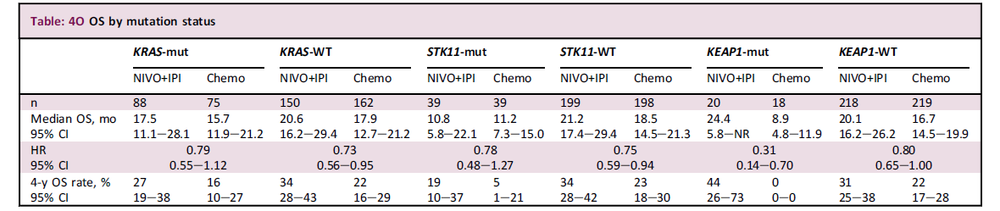 Table: 4O OS by mutation status
KRAS-mut KRAS-WT STK11-mut STK11-WT KEAP1-mut KEAP1-WT
NIVO+IPI Chemo NIVO+IPI Chemo NIVO+IPI Chemo NIVO+IPI Chemo NIVO+IPI Chemo NIVO+IPI Chemo
n 88 75 150 162 39 39 199 198 20 18 218 219
Median OS, mo 17.5 15.7 20.6 17.9 10.8 11.2 21.2 18.5 24.4 8.9 20.1 16.7
95% CI 11.1–28.1 11.9–21.2 16.2–29.4 12.7–21.2 5.8–22.1 7.3–15.0 17.4–29.4 14.5–21.3 5.8–NR 4.8–11.9 16.2–26.2 14.5–19.9
HR 0.79 0.73 0.78 0.75 0.31 0.80
95% CI 0.55–1.12 0.56–0.95 0.48–1.27 0.59–0.94 0.14–0.70 0.65–1.00
4-y OS rate, % 27 16 34 22 19 5 34 23 44 0 31 22
95% CI 19–38 10–27 28–43 16–29 10–37 1–21 28–42 18–30 26–73 0–0 25–38 17–28